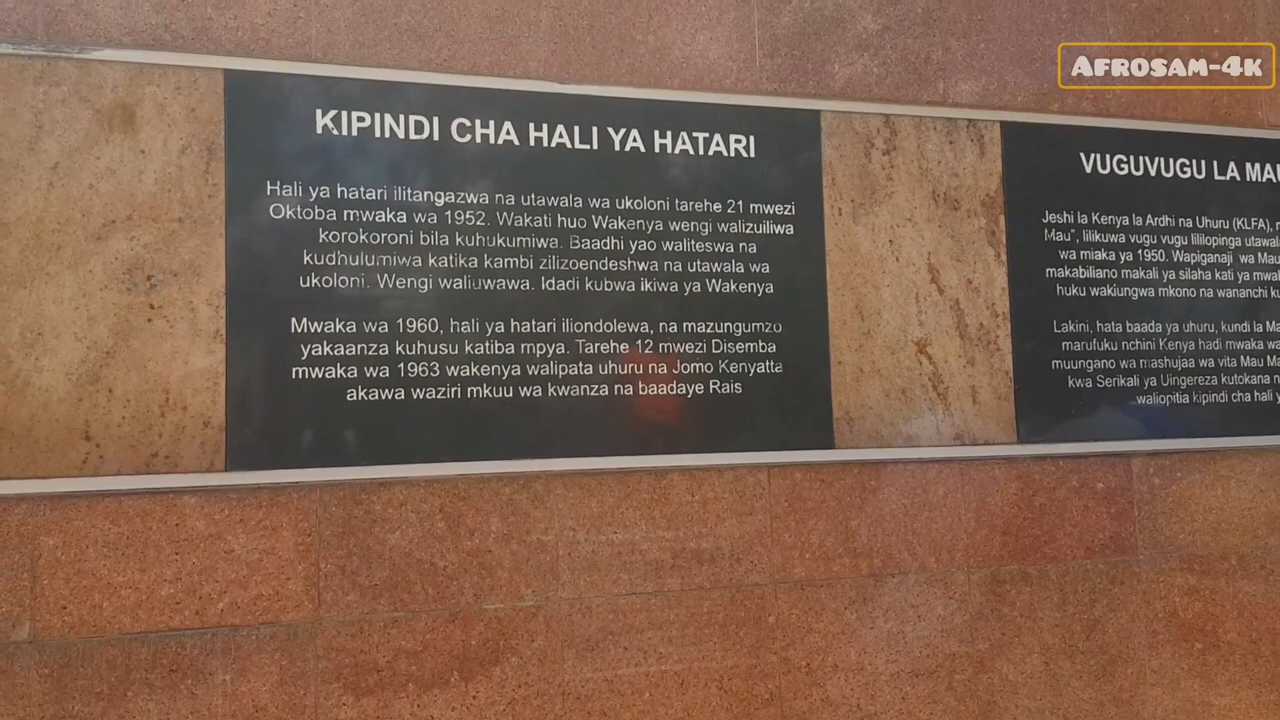 AFROSAM-4K
KIPINDI CHA HALI YA HATARI
Hali ya hatari ilitangazwa na utawala wa ukoloni tarehe 21 mwezi
Oktoba mwaka wa 1952. Wakati huo Wakenya wengi walizuiliwa
korokoroni bila kuhukumiwa. Baadhi yao waliteswa na
kudhulumiwa katika kambi zilizoendeshwa na utawala wa
ukoloni. Wengi waliuwawa. Idadi kubwa ikiwa ya Wakenya
Mwaka wa 1960, hali ya hatari iliondolewa, na mazungumzo
yakaanza kuhusu katiba mpya. Tarehe 12 mwezi Disemba
mwaka wa 1963 wakenya walipata uhuru na Jomo Kenyatta
akawa waziri mkuu wa kwanza na baadaye Rais
VUGUVUGU LA
Jeshi la Kenya la Ardhi na Uhuru (KLFA),
Mau", lilikuwa vugu vugu lililopinga
wa miaka ya 1950. Wapiganaji wa Mau
makabiliano makali ya silaha kati ya
huku wakiungwa mkono na wananchi
Lakini, hata baada ya uhuru, kundi la
marufuku nchini Kenya hadi mwaka
muungano wa mashujaa wa vita Mau
kwa Serikali ya Uingereza kutokana
waliopitia kipindi cha hali